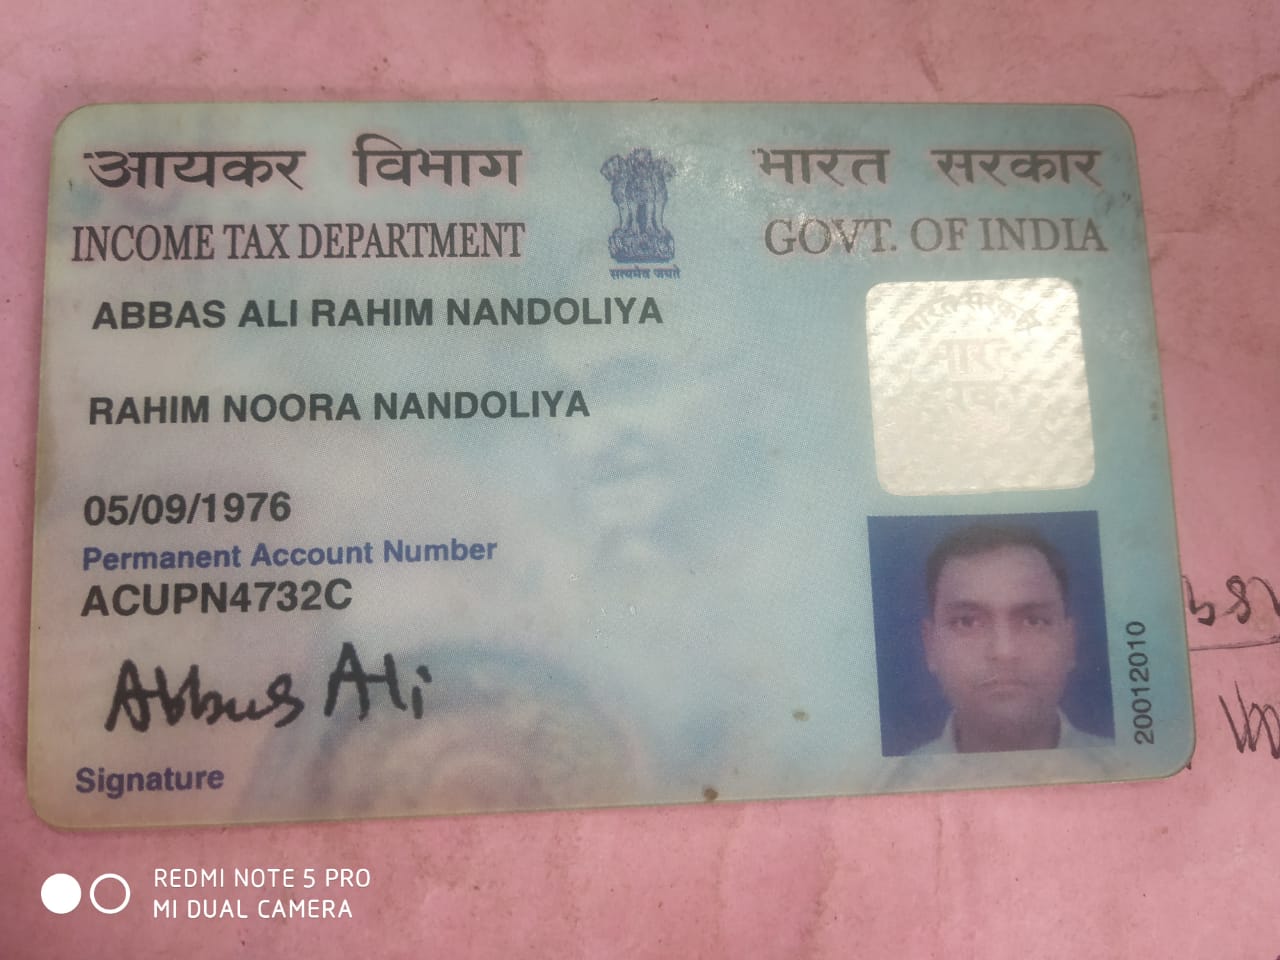 आयकर विभाग
INCOME TAX DEPARTMENT
सत्यमेव जयते
भारत सरकार
GOVT. OF INDIA
ABBAS ALI RAHIM NANDOLIYA
RAHIM NOORA NANDOLIYA
05/09/1976
Permanent Account Number
ACUPN4732C
Abbas Ali
Signature
20012010
REDMI NOTE 5 PRO
MI DUAL CAMERA